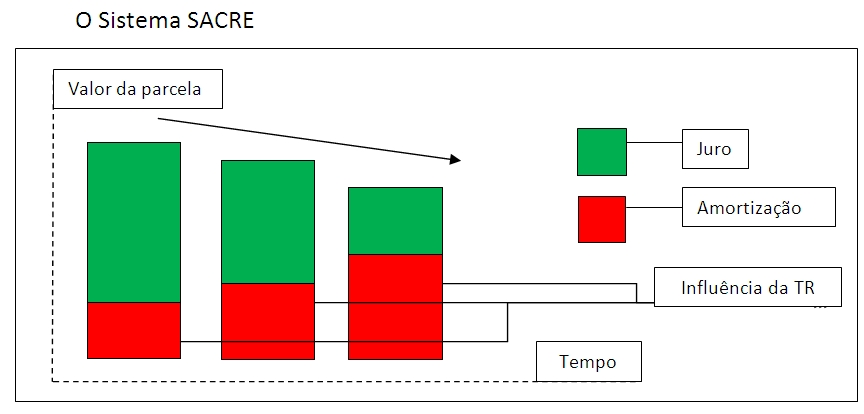 O Sistema SACRE
Valor da parcela
Juro
Amortização
Influência da TR
...
Tempo